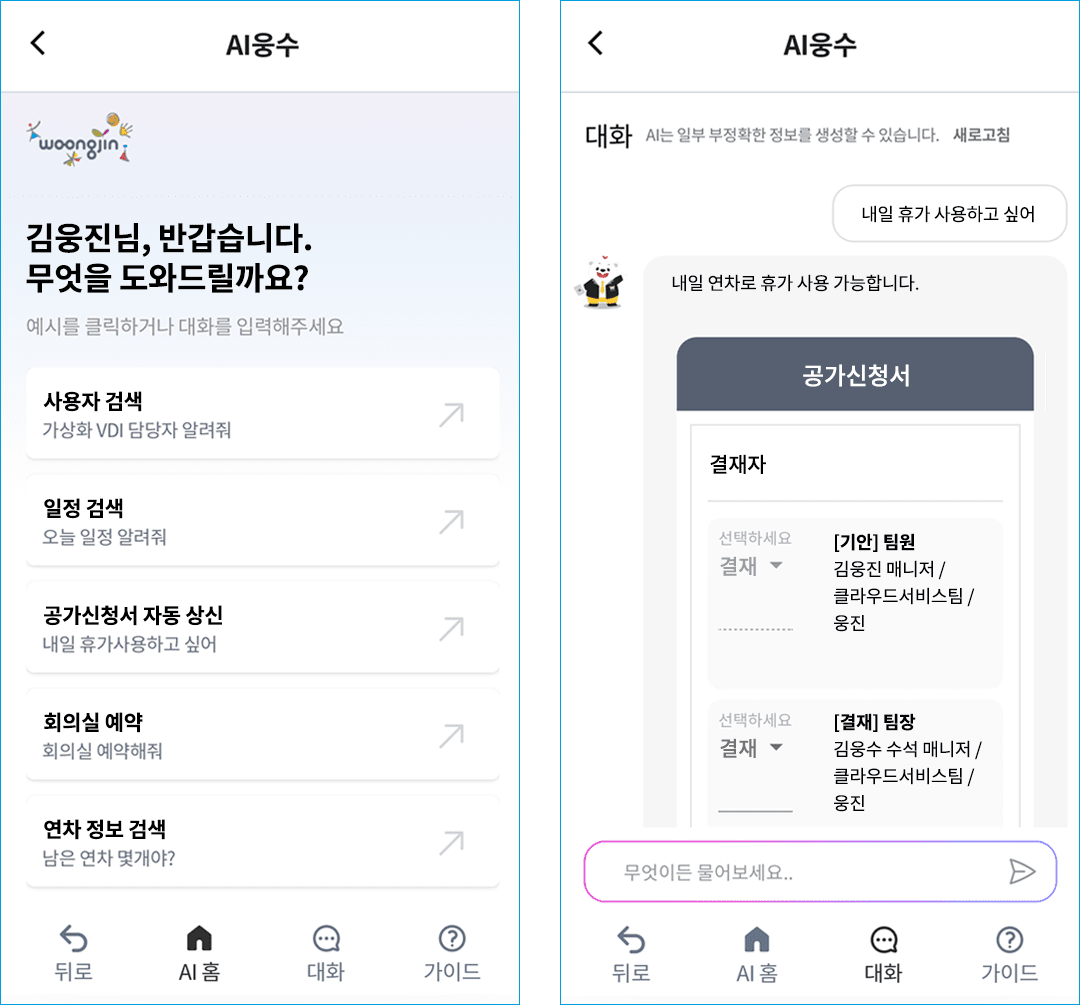 AI웅수
woongjin
김웅진님, 반갑습니다.
무엇을 도와드릴까요?
예시를 클릭하거나 대화를 입력해주세요
사용자 검색
가상화 VDI 담당자 알려줘
일정 검색
오늘 일정 알려줘
공가신청서 자동 상신
내일 휴가사용하고 싶어
회의실 예약
회의실 예약해줘
연차 정보 검색
남은 연차 몇개야?
뒤로
AI 홈
대화
가이드
AI웅수
대화 AI는 일부 부정확한 정보를 생성할 수 있습니다. 새로고침
내일 휴가 사용하고 싶어
내일 연차로 휴가 사용 가능합니다.
공가신청서
결재자
선택하세요
결재
[기안] 팀원
김웅진 매니저 /
클라우드서비스팀 /
웅진
선택하세요
결재
[결재] 팀장
김웅수 수석 매니저 /
클라우드서비스팀 /
웅진
무엇이든 물어보세요..
뒤로
AI 홈
대화
가이드